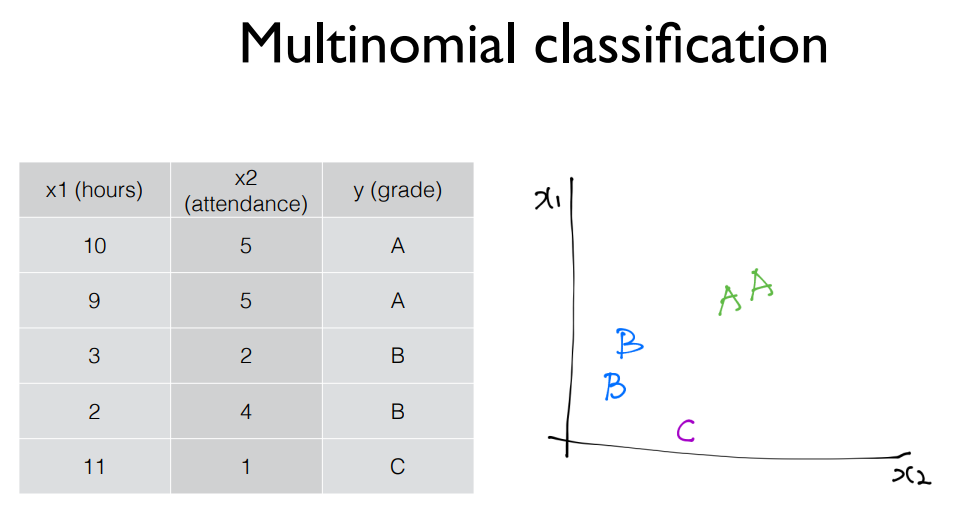 Multinomial classification
x1 (hours) x2 (attendance) y (grade)
10 5 A
9 5 A
3 2 B
2 4 B
11 1 C
x1
A A
B
B
C
x2